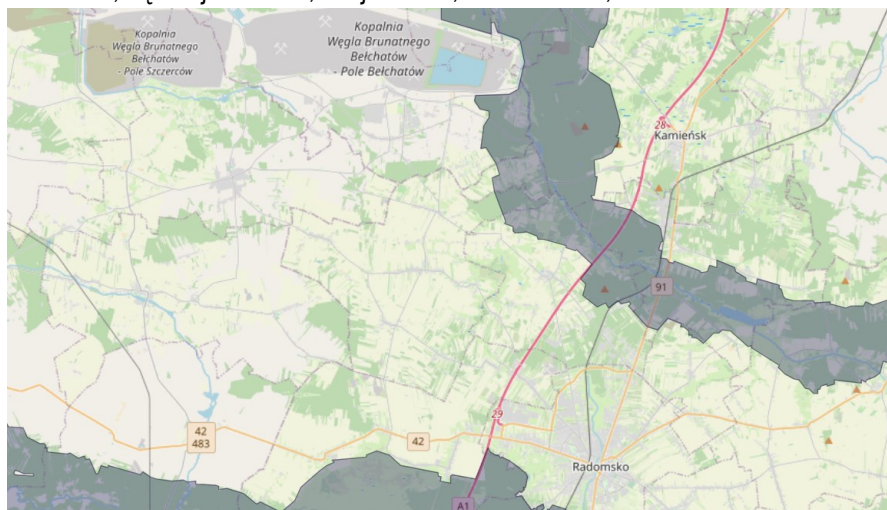 Kopalnia
Węgla Brunatnego
Bełchatów
- Pole Szczerców
Kopalnia
Węgla Brunatnego
Bełchatów
- Pole Bełchatów
28
Kamieńsk
91
29
42
483
42
Radomsko
A1